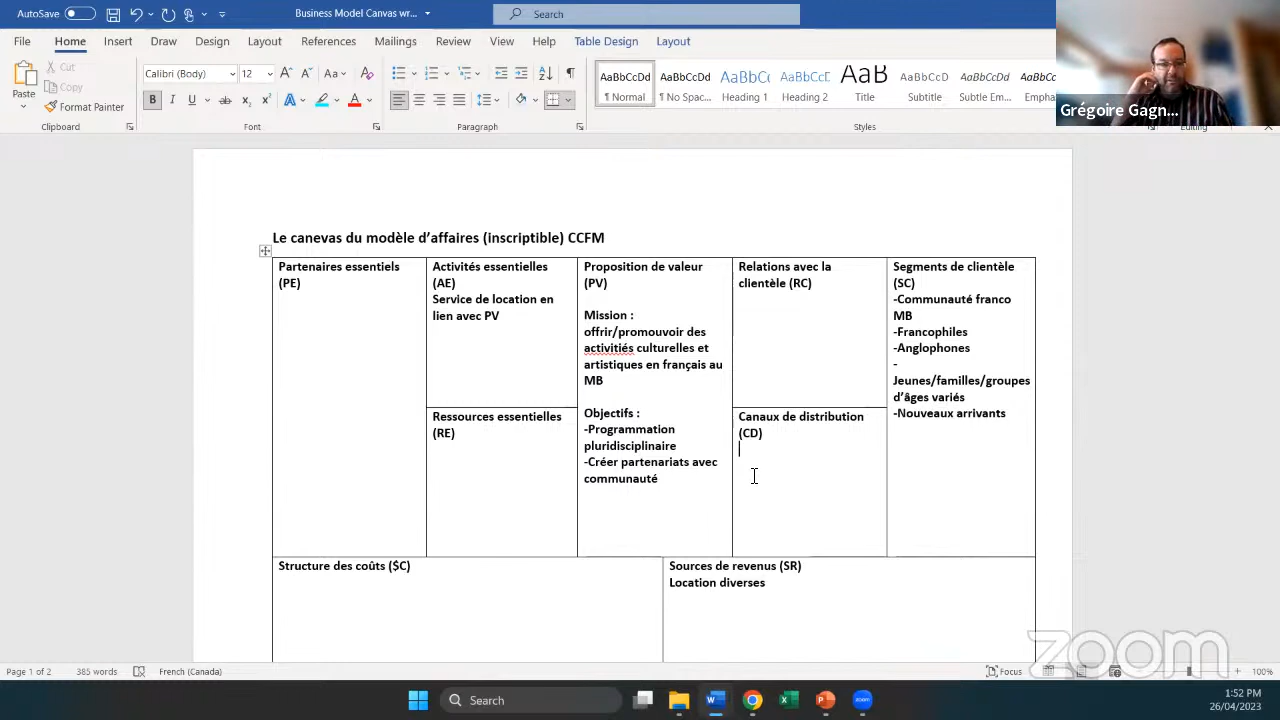 AutoSave
Business Model Canvas wr...
Search
File
Home
Insert
Draw
Design
Layout
References
Mailings
Review
View
Help
Table Design
Layout
Paste
Cut
Copy
Format Painter
Clipboard
Calibri (Body)
12
Font
Paragraph
AaBbCcDd
¶ Normal
AaBbCcDd
¶ No Spac...
AaBbC
Heading 1
AaBbCcD
Heading 2
AaB
Title
AaBbCcD
Subtitle
AaBbCcDd
Subtle Em...
AaBbCcDd
Empha
Styles
Editing
Grégoire Gagn...
Le canevas du modèle d’affaires (inscriptible) CCFM
Partenaires essentiels
(PE)
Activités essentielles
(AE)
Service de location en
lien avec PV
Ressources essentielles
(RE)
Proposition de valeur
(PV)
Mission :
offrir/promouvoir des
activitiés culturelles et
artistiques en français au
MB
Objectifs :
-Programmation
pluridisciplinaire
-Créer partenariats avec
communauté
Relations avec la
clientèle (RC)
Canaux de distribution
(CD)
Segments de clientèle
(SC)
-Communauté franco
MB
-Francophiles
-Anglophones
-
Jeunes/familles/groupes
d’âges variés
-Nouveaux arrivants
Structure des coûts ($C)
Sources de revenus (SR)
Location diverses
zoom
Page 1 of 2
385 words
French (Canada)
Focus
100%
Search
1:52 PM
26/04/2023